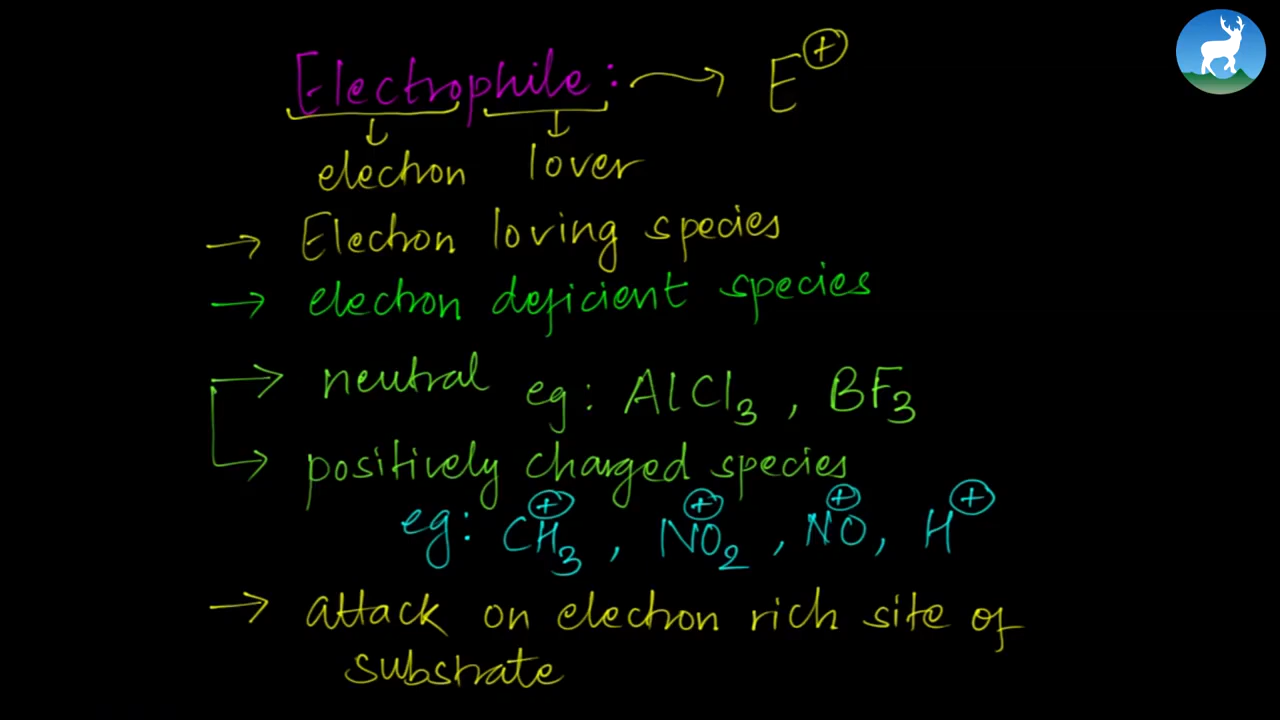 Electrophile: → E⊕
electron lover
→ Electron loving species
→ electron deficient species
→ neutral eg: AlCl₃, BF₃
→ positively charged species
eg: CH₃⊕, NO₂⊕, NO⊕, H⊕
→ attack on electron rich site of
substrate